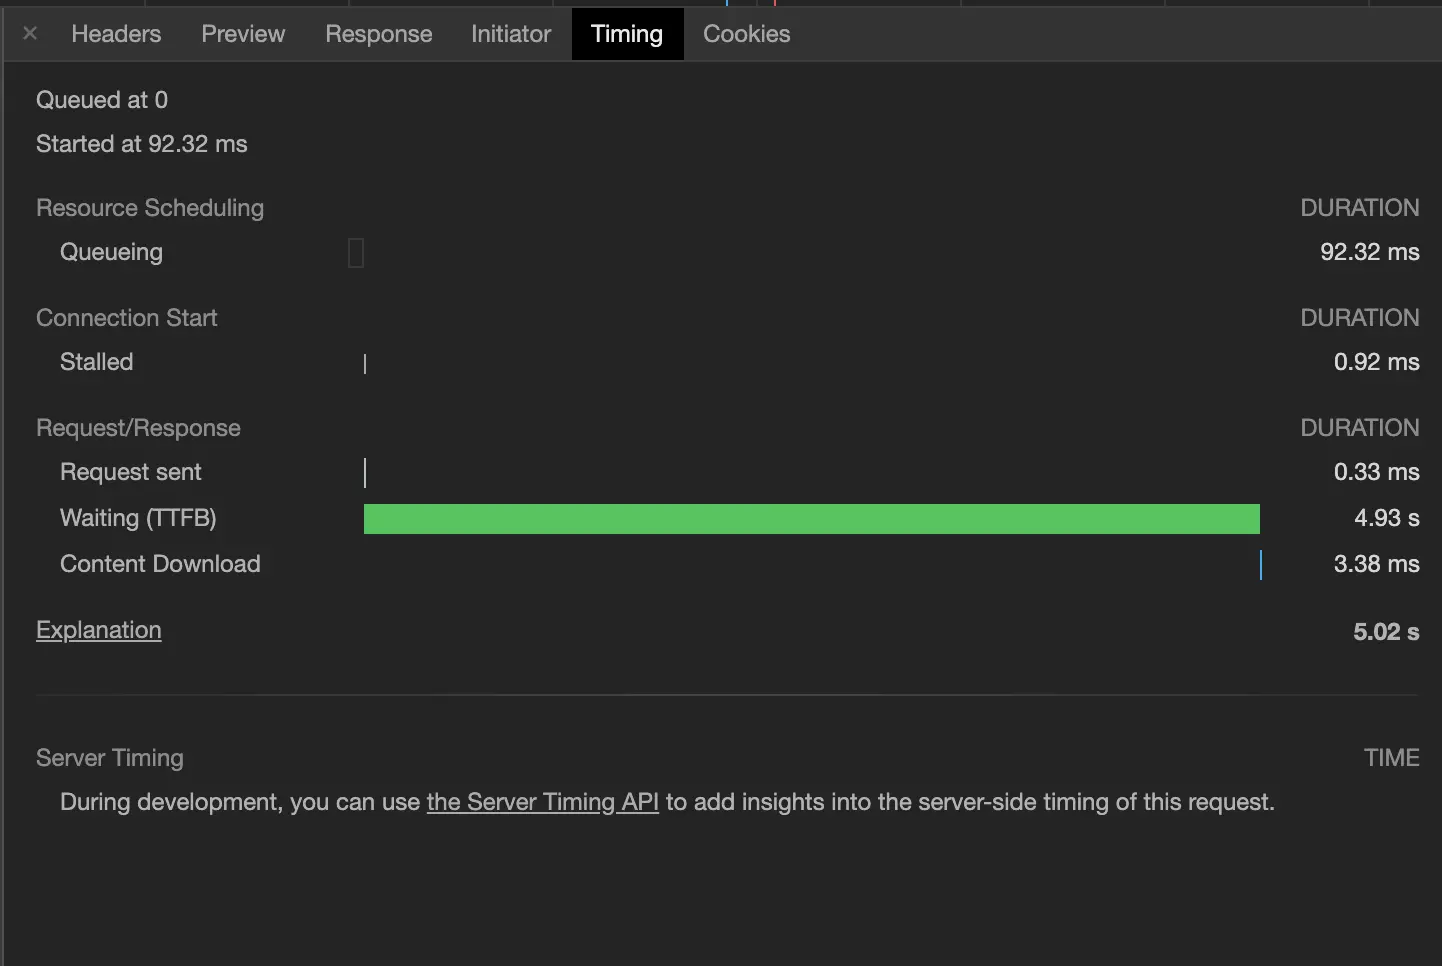 × Headers Preview Response Initiator Timing Cookies
Queued at 0
Started at 92.32 ms
Resource Scheduling DURATION
Queueing 92.32 ms
Connection Start DURATION
Stalled 0.92 ms
Request/Response DURATION
Request sent 0.33 ms
Waiting (TTFB) 4.93 s
Content Download 3.38 ms
Explanation 5.02 s
Server Timing TIME
During development, you can use the Server Timing API to add insights into the server-side timing of this request.